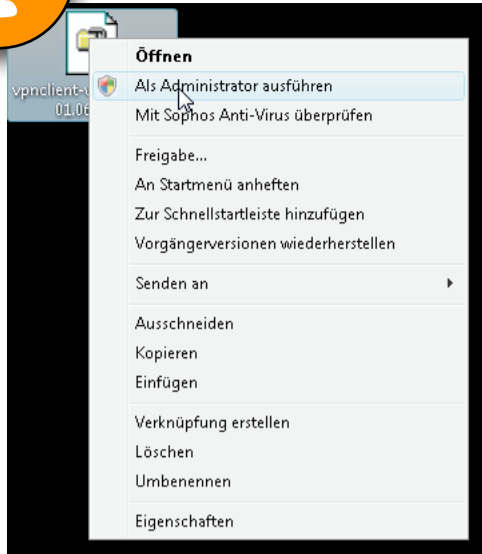 Öffnen
Als Administrator ausführen
Mit Sophos Anti-Virus überprüfen
Freigabe...
An Startmenü anheften
Zur Schnellstartleiste hinzufügen
Vorgängerversionen wiederherstellen
Senden an
Ausschneiden
Kopieren
Einfügen
Verknüpfung erstellen
Löschen
Umbenennen
Eigenschaften
vpnclient-
01.06